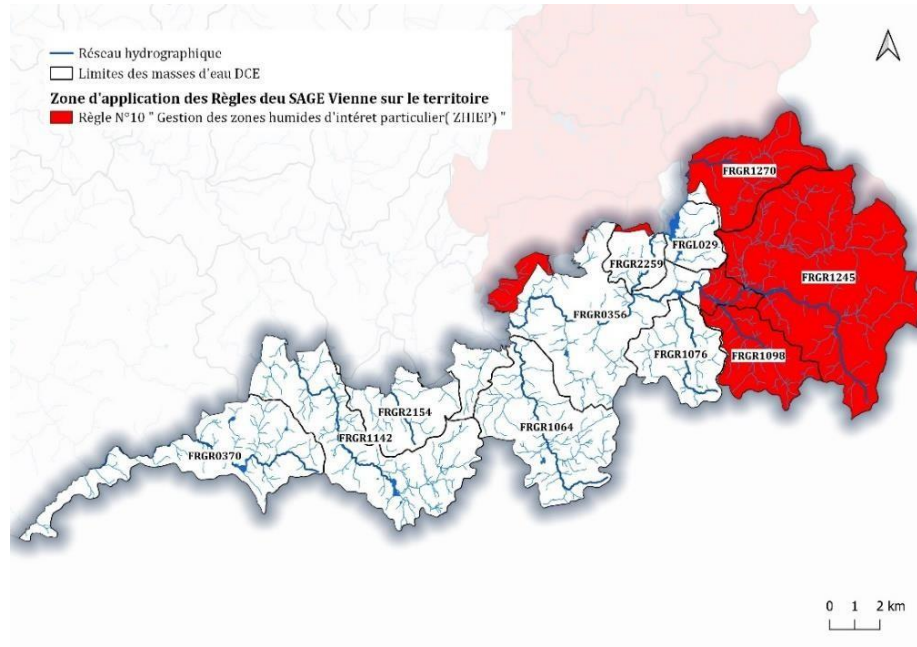 Réseau hydrographique
Limites des masses d'eau DCE
Zone d'application des Règles deu SAGE Vienne sur le territoire
Règle N°10 " Gestion des zones humides d'intéret particulier( ZHIEP) "
FRGR1270
FRGL029
FRGR2259
FRGR1245
FRGR0356
FRGR1076
FRGR1098
FRGR2154
FRGR1064
FRGR1142
FRGR0370
0 1 2 km